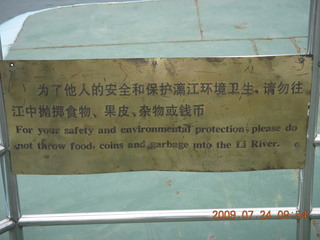 为了他人的安全和保护漓江环境卫生，请勿往
江中抛掷食物、果皮、杂物或钱币
For your safety and environmental protection, please do
not throw food, coins and garbage into the Li River.
2009.07.24